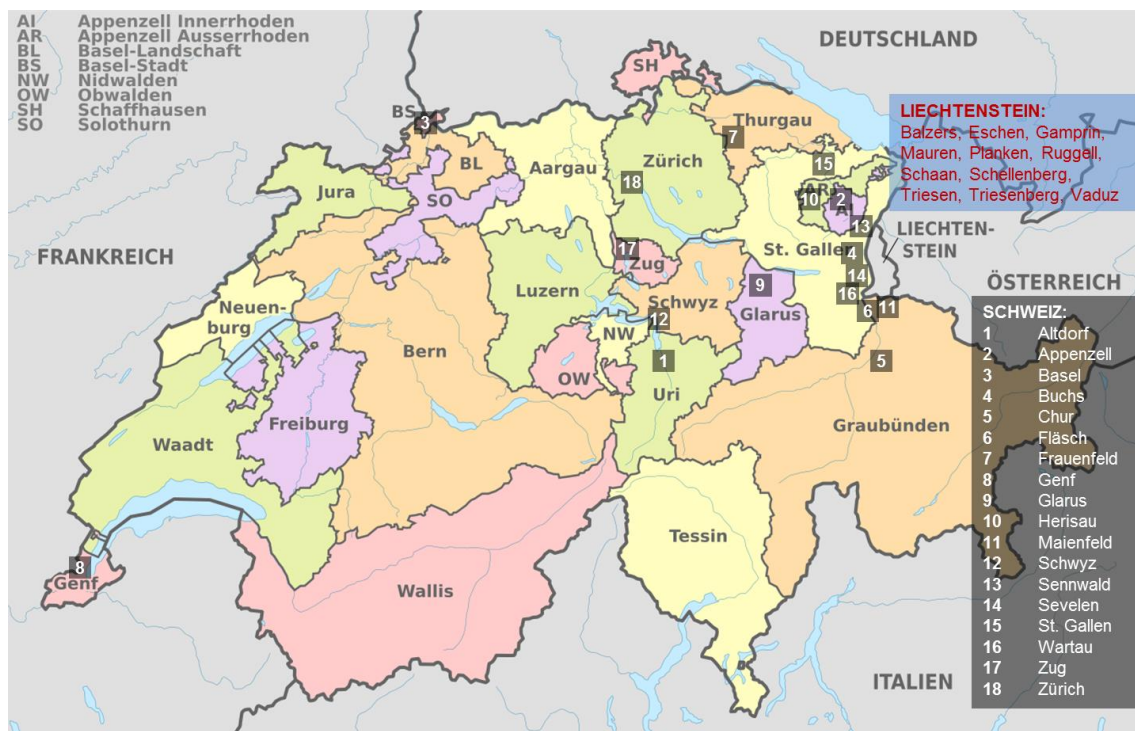 AI Appenzell Innerrhoden
AR Appenzell Ausserrhoden
BL Basel-Landschaft
BS Basel-Stadt
NW Nidwalden
OW Obwalden
SH Schaffhausen
SO Solothurn
DEUTSCHLAND
FRANKREICH
ÖSTERREICH
ITALIEN
LIECHTEN-
STEIN
LIECHTENSTEIN:
Balzers, Eschen, Gamprin,
Mauren, Planken, Ruggell,
Schaan, Schellenberg,
Triesen, Triesenberg, Vaduz
SH
BS
3
Thurgau
7
BL
Aargau
Zürich
15
18
Jura
SO
AR
10
2
AI
13
17
Zug
St. Gallen
4
14
Luzern
9
16
Neuen-
burg
Schwyz
Glarus
11
6
12
NW
Bern
1
5
OW
Uri
Freiburg
Graubünden
Waadt
Tessin
8
Genf
Wallis
SCHWEIZ:
1 Altdorf
2 Appenzell
3 Basel
4 Buchs
5 Chur
6 Fläsch
7 Frauenfeld
8 Genf
9 Glarus
10 Herisau
11 Maienfeld
12 Schwyz
13 Sennwald
14 Sevelen
15 St. Gallen
16 Wartau
17 Zug
18 Zürich